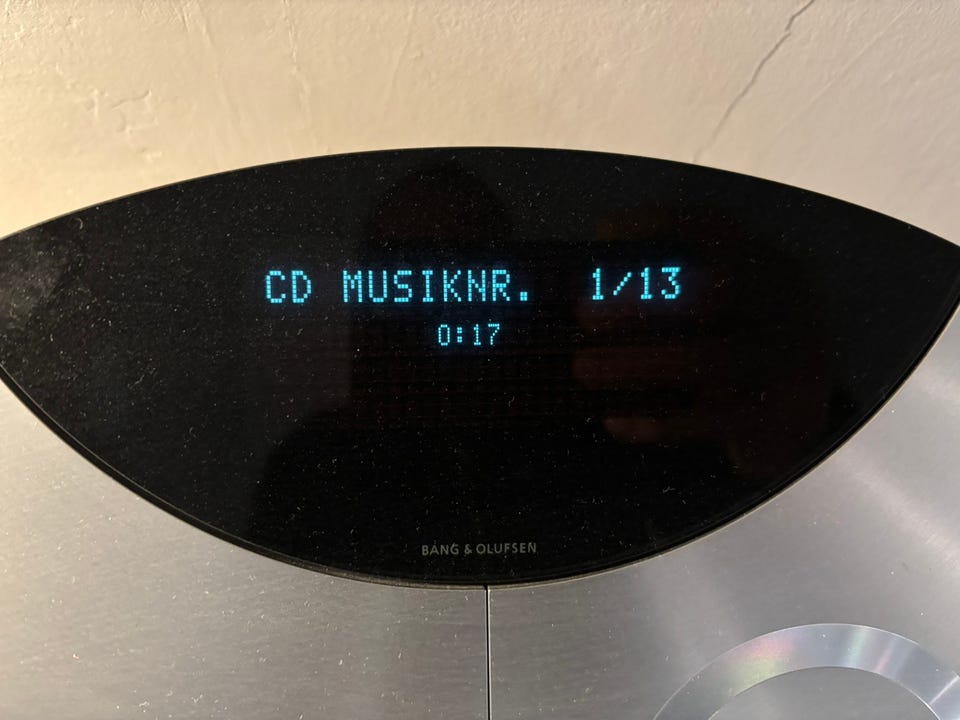 CD MUSIKNR. 1/13
0:17
BANG & OLUFSEN